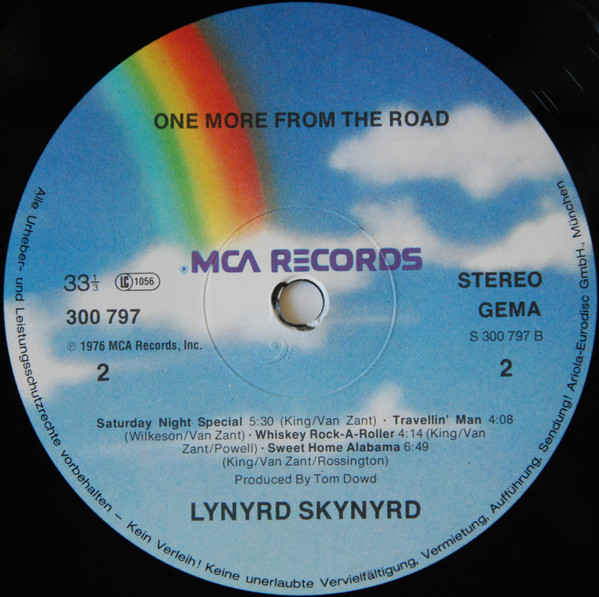 ONE MORE FROM THE ROAD
® MCA RECORDS
33 1/3 LC 1056
300 797
℗ 1976 MCA Records, Inc.
2
STEREO
GEMA
S 300 797 B
2
Saturday Night Special 5:30 (King/Van Zant) · Travellin' Man 4:08
(Wilkeson/Van Zant) · Whiskey Rock-A-Roller 4:14 (King/Van
Zant/Powell) · Sweet Home Alabama 6:49
(King/Van Zant/Rossington)
Produced By Tom Dowd
LYNYRD SKYNYRD
Alle Urheber- und Leistungsschutzrechte vorbehalten – Kein Verleih! Keine unerlaubte Vervielfältigung, Vermietung, Aufführung, Sendung! Ariola-Eurodisc GmbH., München